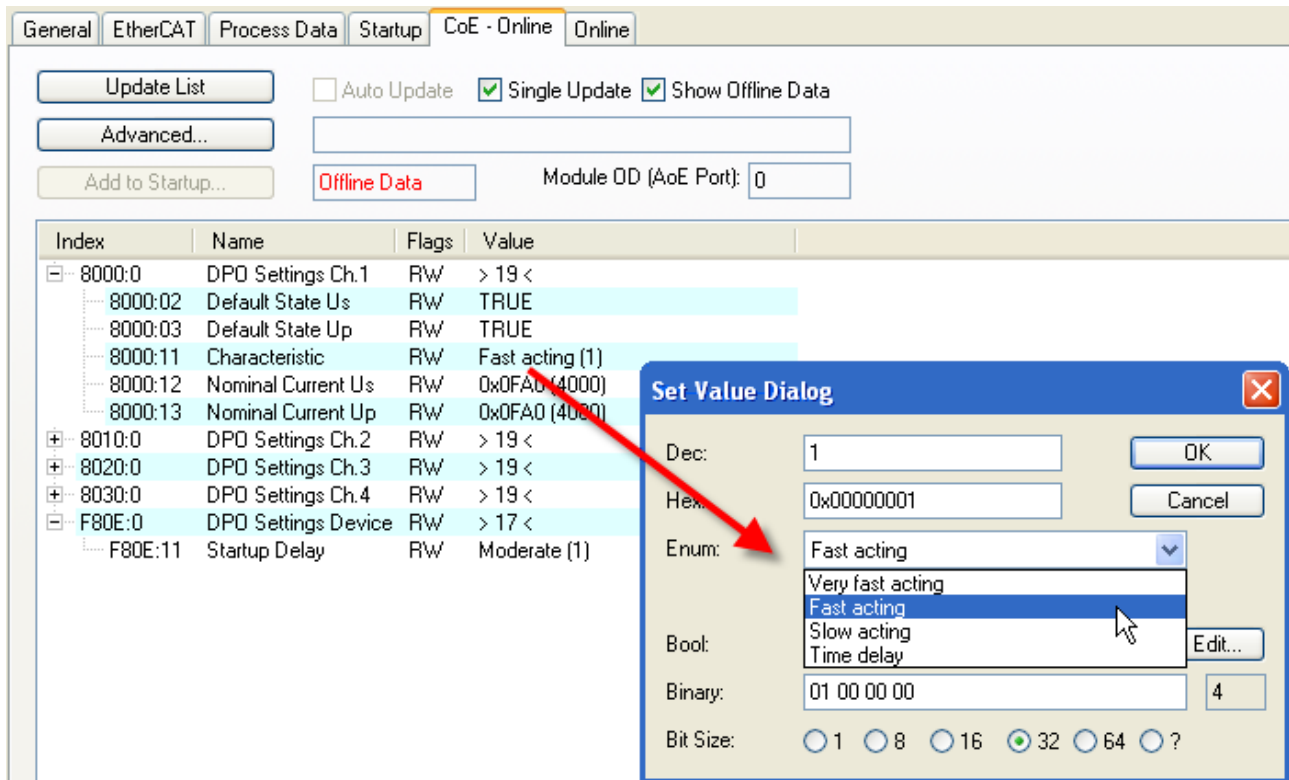 General EtherCAT Process Data Startup CoE - Online Online
Update List Auto Update Single Update Show Offline Data
Advanced...
Add to Startup... Offline Data Module OD (AoE Port): 0
Index Name Flags Value
8000:0 DPO Settings Ch.1 RW > 19 <
8000:02 Default State Us RW TRUE
8000:03 Default State Up RW TRUE
8000:11 Characteristic RW Fast acting (1)
8000:12 Nominal Current Us RW 0x0FA0 (4000)
8000:13 Nominal Current Up RW 0x0FA0 (4000)
8010:0 DPO Settings Ch.2 RW > 19 <
8020:0 DPO Settings Ch.3 RW > 19 <
8030:0 DPO Settings Ch.4 RW > 19 <
F80E:0 DPO Settings Device RW > 17 <
F80E:11 Startup Delay RW Moderate (1)
Set Value Dialog
Dec: 1 OK
Hex: 0x00000001 Cancel
Enum: Fast acting
Very fast acting
Fast acting
Slow acting
Time delay
Bool: Edit...
Binary: 01 00 00 00 4
Bit Size: 1 8 16 32 64 ?